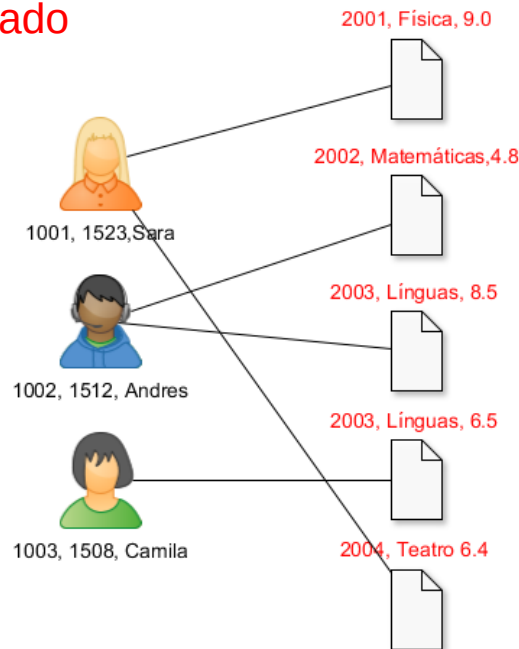 ado
2001, Física, 9.0
2002, Matemáticas,4.8
1001, 1523,Sara
2003, Línguas, 8.5
1002, 1512, Andres
2003, Línguas, 6.5
1003, 1508, Camila
2004, Teatro 6.4